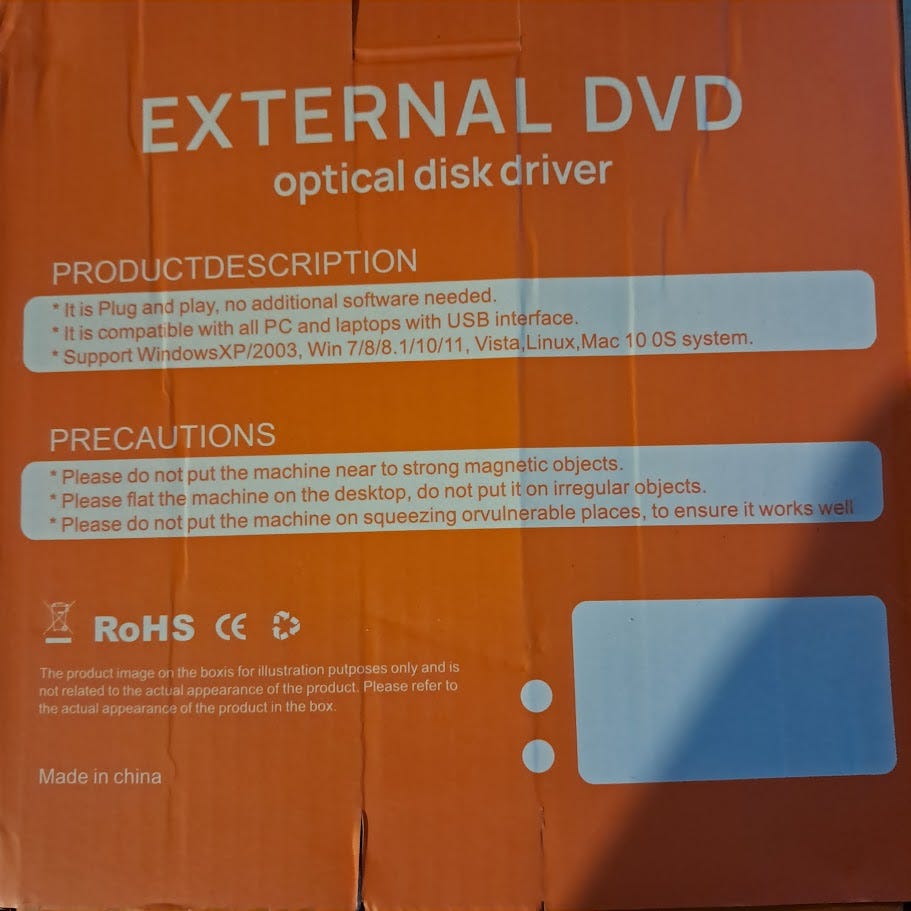 EXTERNAL DVD
optical disk driver
PRODUCTDESCRIPTION
* It is Plug and play, no additional software needed.
* It is compatible with all PC and laptops with USB interface.
* Support WindowsXP/2003, Win 7/8/8.1/10/11, Vista,Linux,Mac 10 0S system.
PRECAUTIONS
* Please do not put the machine near to strong magnetic objects.
* Please flat the machine on the desktop, do not put it on irregular objects.
* Please do not put the machine on squeezing orvulnerable places, to ensure it works well
RoHS CE
The product image on the boxis for illustration putposes only and is
not related to the actual appearance of the product. Please refer to
the actual appearance of the product in the box.
Made in china